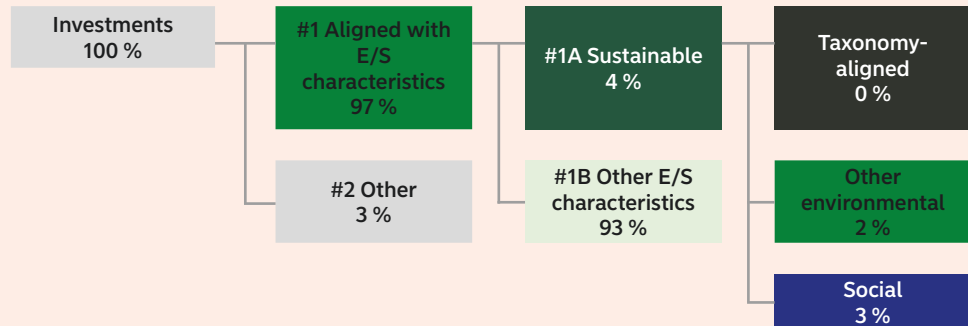 Investments
100 %
#1 Aligned with
E/S
characteristics
97 %
#1A Sustainable
4 %
Taxonomy-
aligned
0 %
#2 Other
3 %
#1B Other E/S
characteristics
93 %
Other
environmental
2 %
Social
3 %